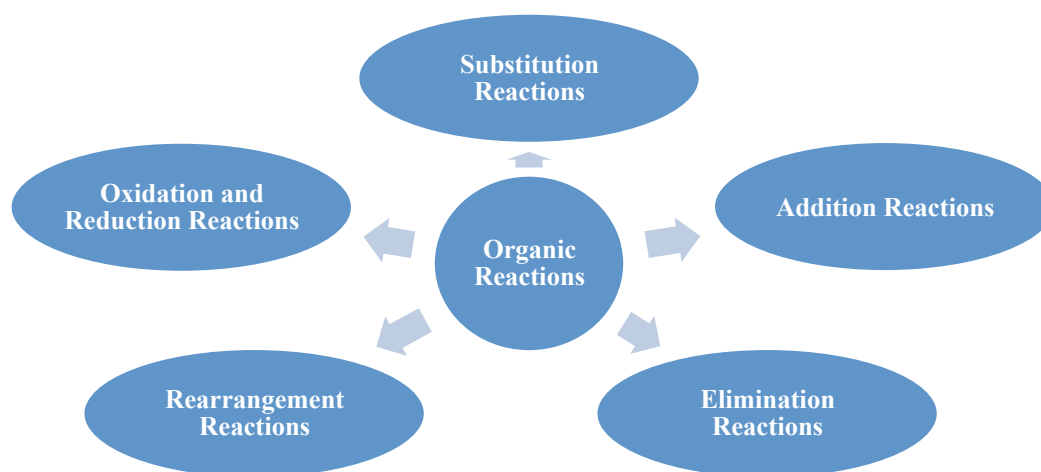 Substitution
Reactions
Oxidation and
Reduction Reactions
Addition Reactions
Organic
Reactions
Rearrangement
Reactions
Elimination
Reactions